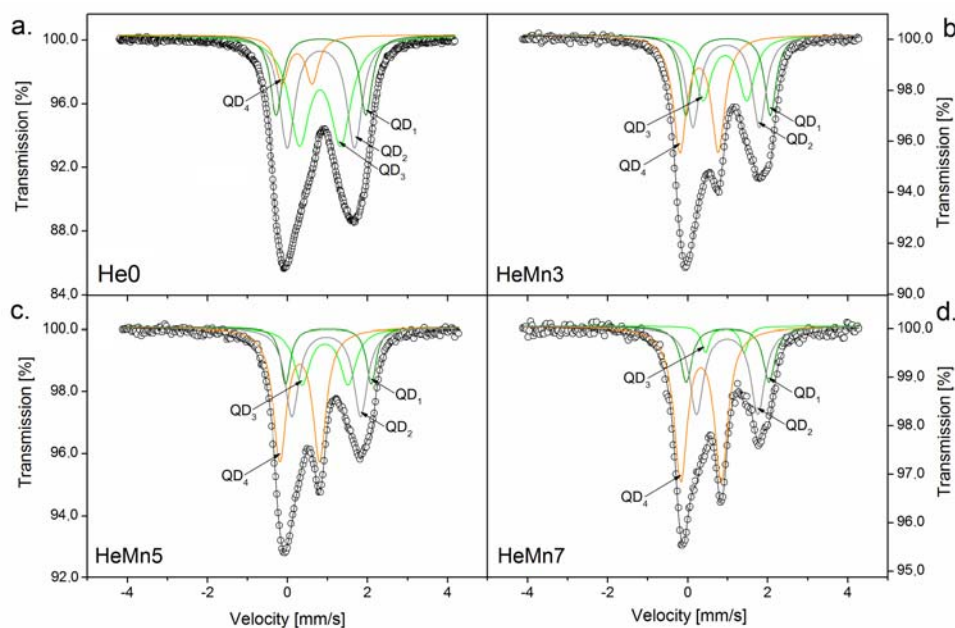 a.
100.0
96.0
92.0
88.0
84.0
Transmission [%]
QD4
QD1
QD2
QD3
He0
b
100.0
98.0
96.0
94.0
92.0
90.0
Transmission [%]
QD3
QD1
QD2
QD4
HeMn3
c.
100.0
98.0
96.0
94.0
92.0
Transmission [%]
QD3
QD1
QD2
QD4
HeMn5
-4 -2 0 2 4
Velocity [mm/s]
d.
100.0
99.0
98.0
97.0
96.0
95.0
Transmission [%]
QD3
QD1
QD2
QD4
HeMn7
-4 -2 0 2 4
Velocity [mm/s]